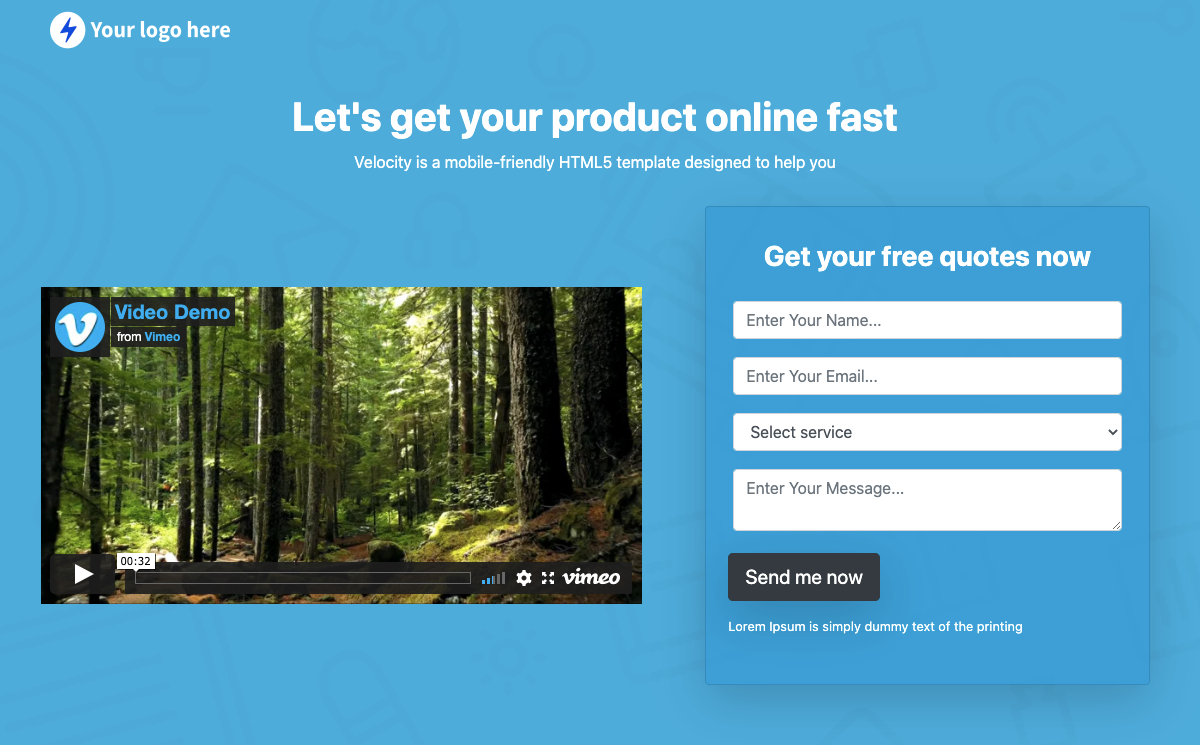 Your logo here
Let's get your product online fast
Velocity is a mobile-friendly HTML5 template designed to help you
Video Demo
from Vimeo
00:32
vimeo
Get your free quotes now
Enter Your Name...
Enter Your Email...
Select service
Enter Your Message...
Send me now
Lorem Ipsum is simply dummy text of the printing